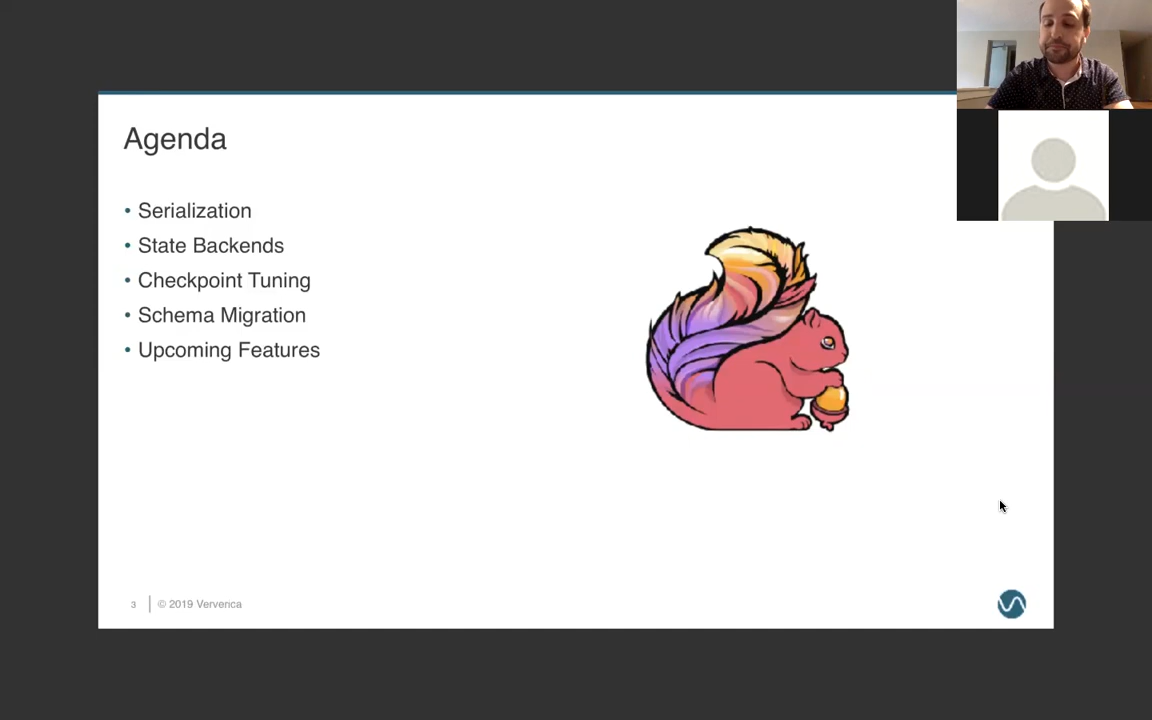 Agenda
• Serialization
• State Backends
• Checkpoint Tuning
• Schema Migration
• Upcoming Features
3 | © 2019 Ververica